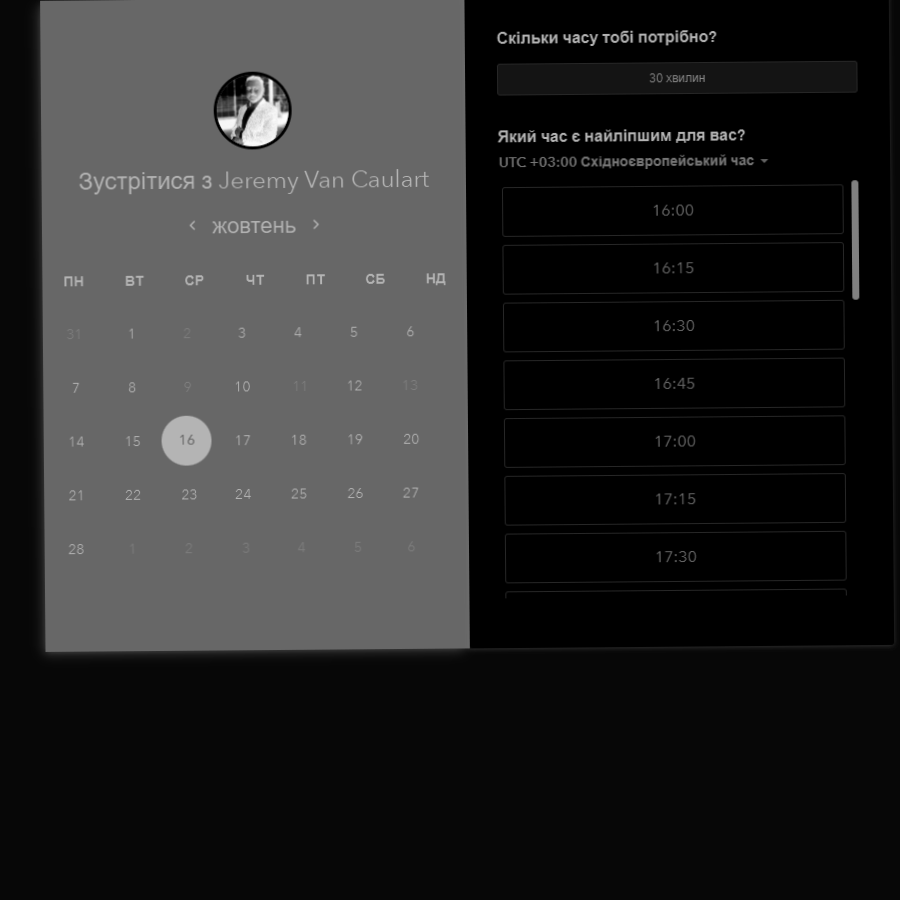 Зустрітися з Jeremy Van Caulart
жовтень
ПН ВТ СР ЧТ ПТ СБ НД
31 1 2 3 4 5 6
7 8 9 10 11 12 13
14 15 16 17 18 19 20
21 22 23 24 25 26 27
28 1 2 3 4 5 6
Скільки часу тобі потрібно?
30 хвилин
Який час є найліпшим для вас?
UTC +03:00 Східноєвропейський час
16:00
16:15
16:30
16:45
17:00
17:15
17:30